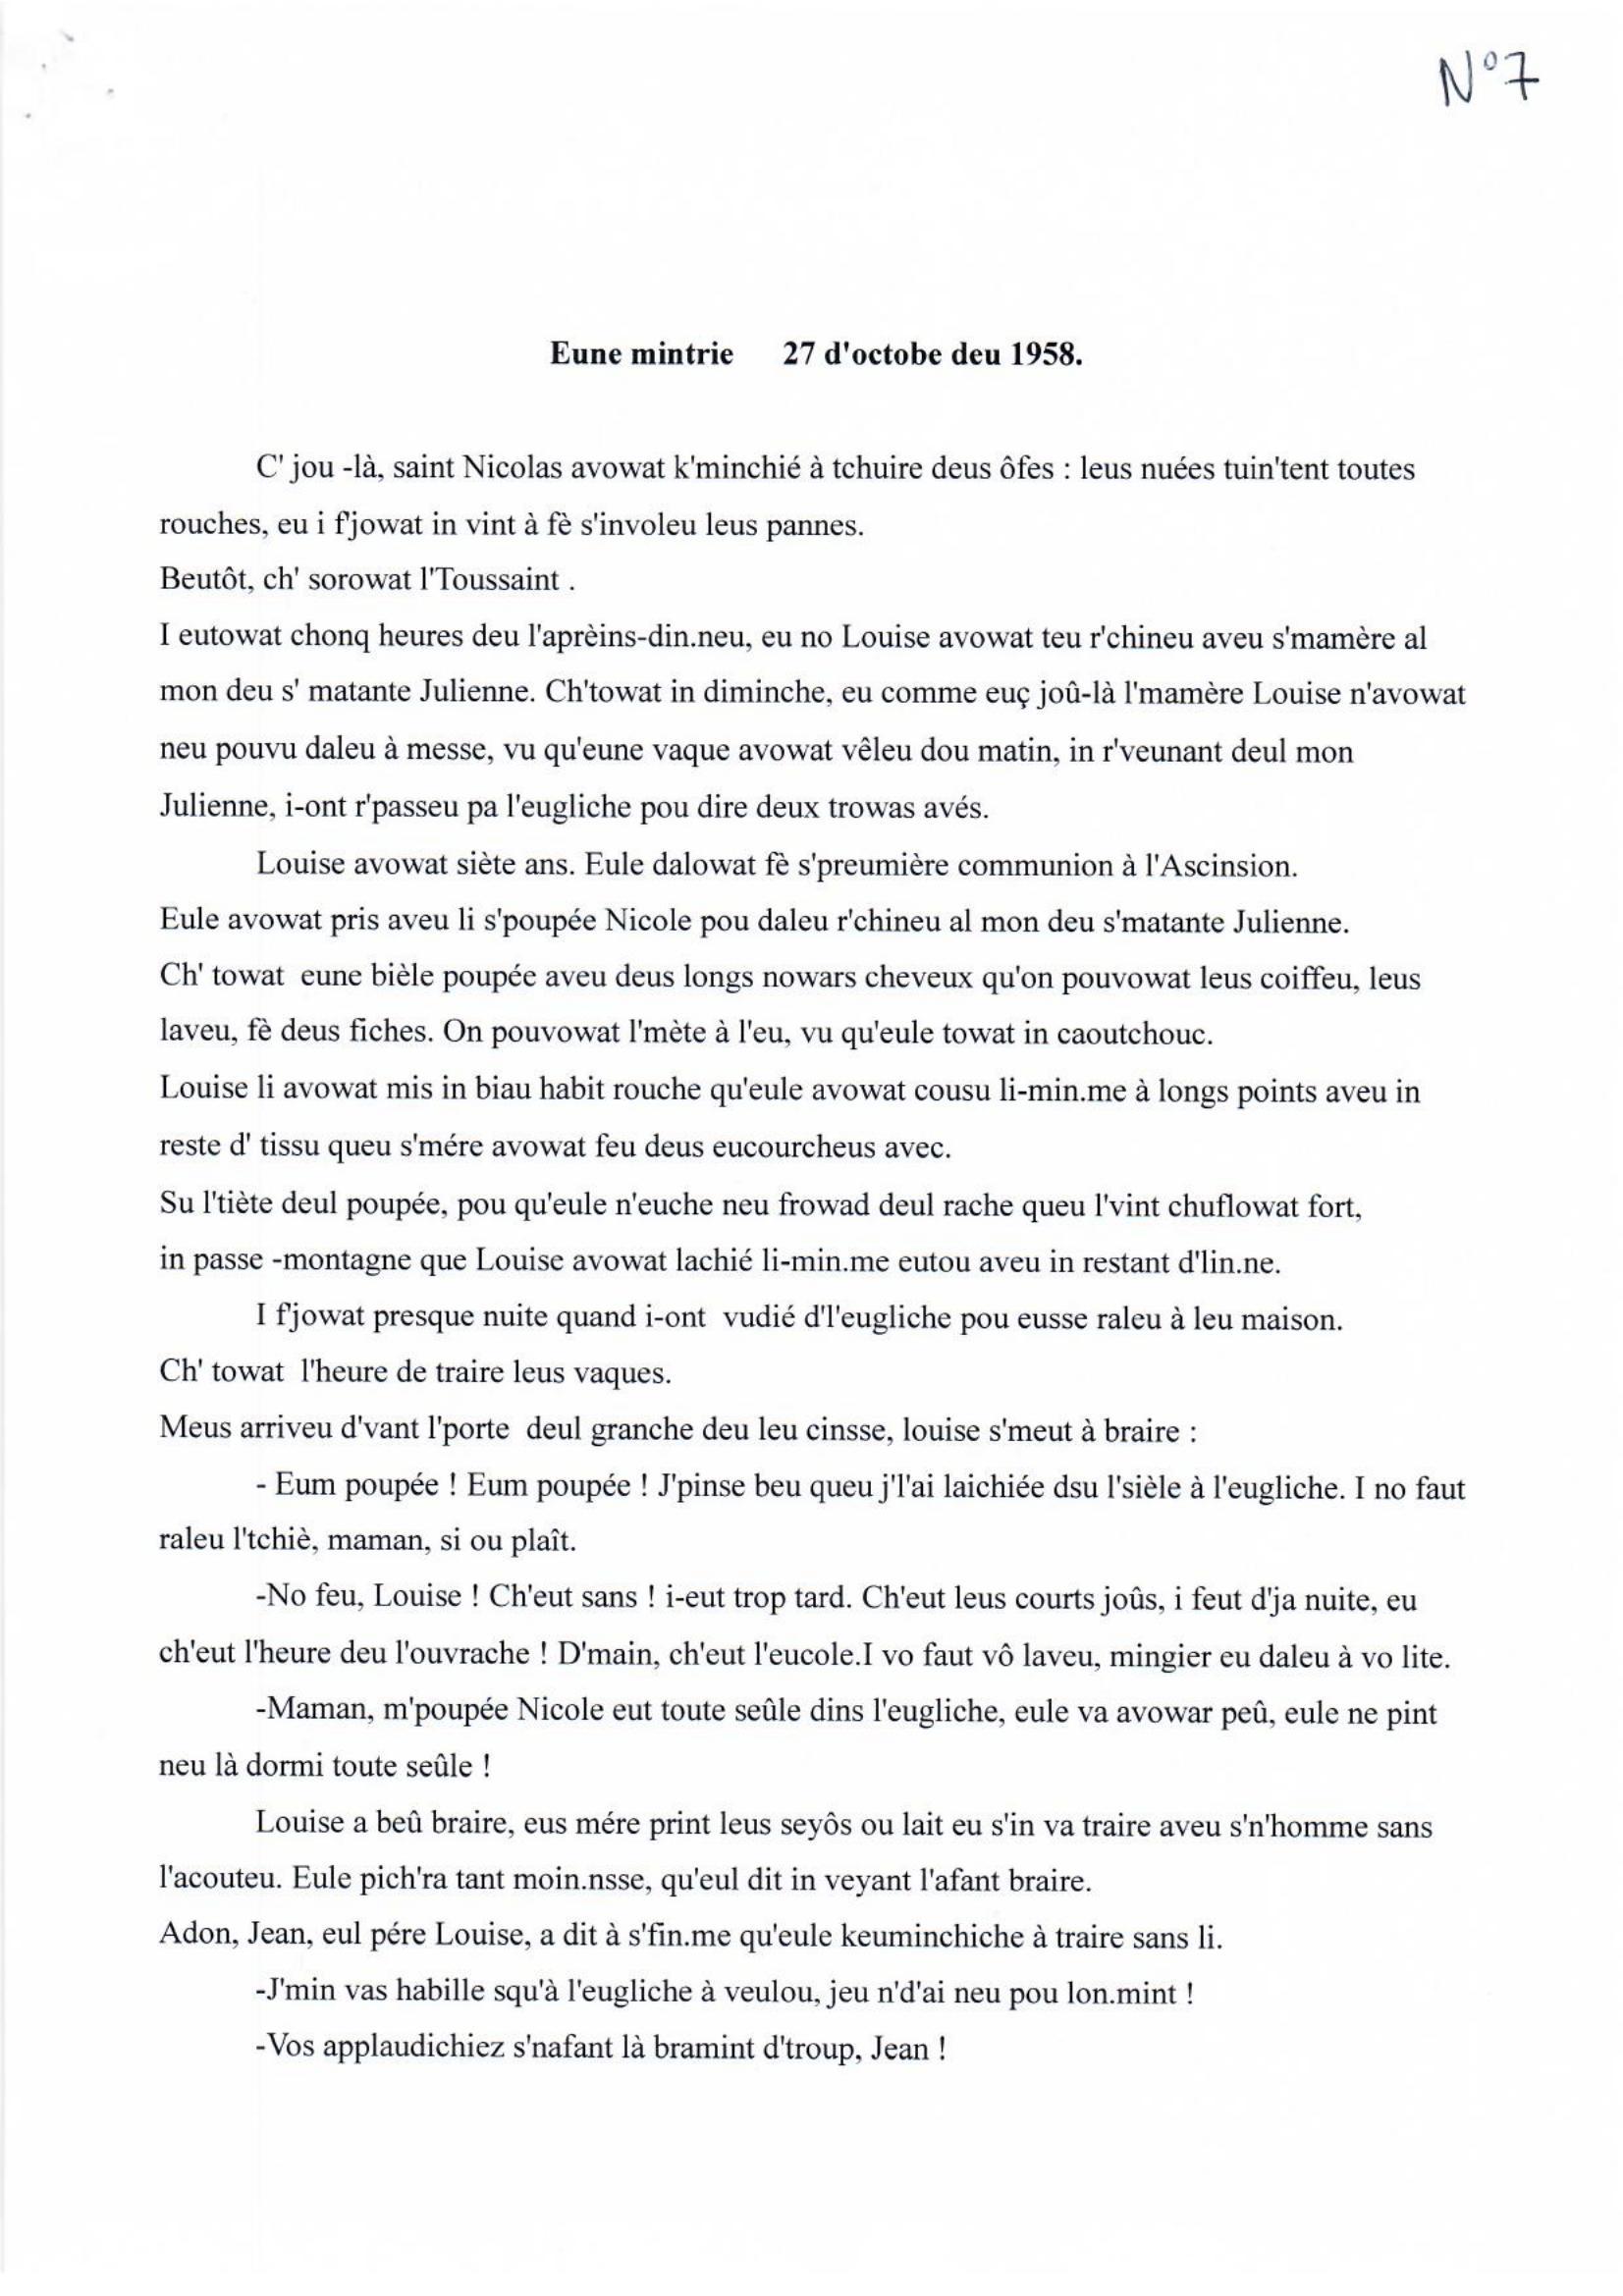 N°7
Eune mintrie 27 d'octobe deu 1958.
C' jou -là, saint Nicolas avowat k'minchié à tchuire deus ôfes : leus nuées tuin'tent toutes
rouches, eu i f'jowat in vint à fè s'involeu leus pannes.
Beutôt, ch' sorowat l'Toussaint .
I eutowat chonq heures deu l'aprèins-din.neu, eu no Louise avowat teu r'chineu aveu s'mamère al
mon deu s' matante Julienne. Ch'towat in diminche, eu comme euç joû-là l'mamère Louise n'avowat
neu pouvu daleu à messe, vu qu'eune vaque avowat vêleu dou matin, in r'veunant deul mon
Julienne, i-ont r'passeu pa l'eugliche pou dire deux trowas avés.
Louise avowat siète ans. Eule dalowat fè s'preumière communion à l'Ascinsion.
Eule avowat pris aveu li s'poupée Nicole pou daleu r'chineu al mon deu s'matante Julienne.
Ch' towat eune bièle poupée aveu deus longs nowars cheveux qu'on pouvowat leus coiffeu, leus
laveu, fè deus fiches. On pouvowat l'mète à l'eu, vu qu'eule towat in caoutchouc.
Louise li avowat mis in biau habit rouche qu'eule avowat cousu li-min.me à longs points aveu in
reste d' tissu queu s'mére avowat feu deus eucourcheus avec.
Su l'tiète deul poupée, pou qu'eule n'euche neu frowad deul rache queu l'vint chuflowat fort,
in passe -montagne que Louise avowat lachié li-min.me eutou aveu in restant d'lin.ne.
I f'jowat presque nuite quand i-ont vudié d'l'eugliche pou eusse raleu à leu maison.
Ch' towat l'heure de traire leus vaques.
Meus arriveu d'vant l'porte deul granche deu leu cinsse, louise s'meut à braire :
- Eum poupée ! Eum poupée ! J'pinse beu queu j'l'ai laichiée dsu l'sièle à l'eugliche. I no faut
raleu l'tchiè, maman, si ou plaît.
-No feu, Louise ! Ch'eut sans ! i-eut trop tard. Ch'eut leus courts joûs, i feut d'ja nuite, eu
ch'eut l'heure deu l'ouvrache ! D'main, ch'eut l'eucole.I vo faut vô laveu, mingier eu daleu à vo lite.
-Maman, m'poupée Nicole eut toute seûle dins l'eugliche, eule va avowar peû, eule ne pint
neu là dormi toute seûle !
Louise a beû braire, eus mére print leus seyôs ou lait eu s'in va traire aveu s'n'homme sans
l'acouteu. Eule pich'ra tant moin.nsse, qu'eul dit in veyant l'afant braire.
Adon, Jean, eul pére Louise, a dit à s'fin.me qu'eule keuminchiche à traire sans li.
-J'min vas habille squ'à l'eugliche à veulou, jeu n'd'ai neu pou lon.mint !
-Vos applaudichiez s'nafant là bramint d'troup, Jean !